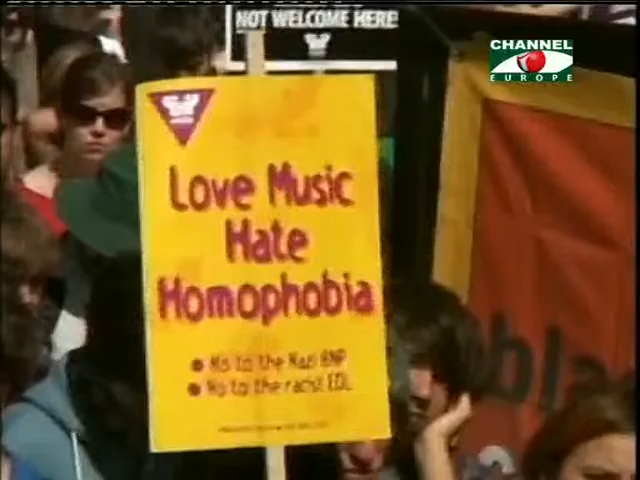 NOT WELCOME HERE
CHANNEL
EUROPE
Love Music
Hate
Homophobia
• No to the Nazi BNP
• No to the racist EDL